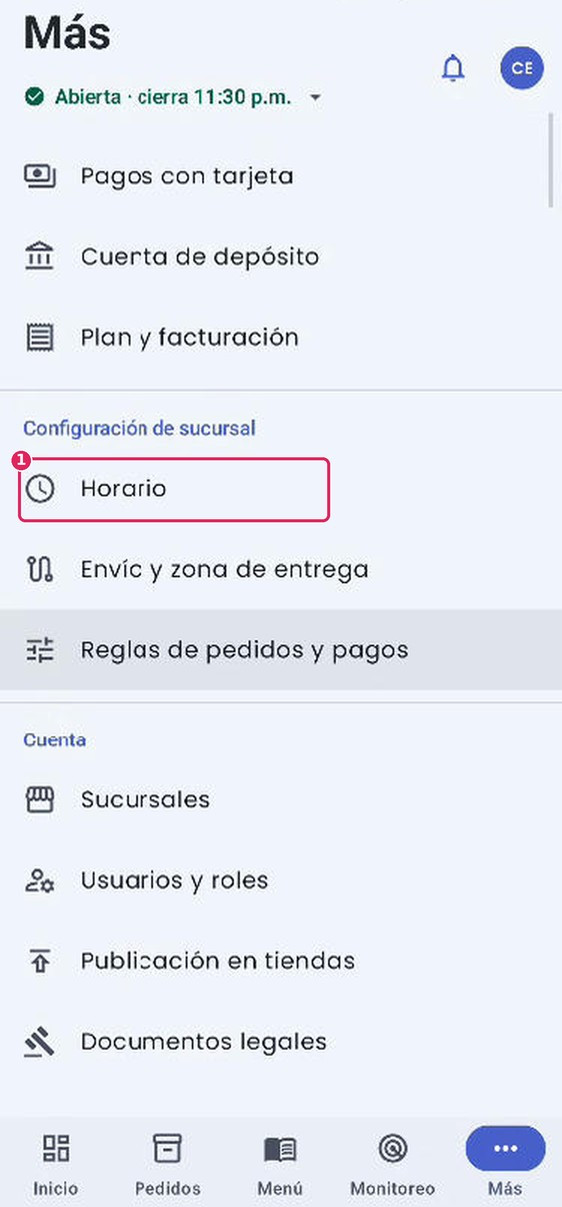 Más
CE
Abierta · cierra 11:30 p.m.
Pagos con tarjeta
Cuenta de depósito
Plan y facturación
Configuración de sucursal
1
Horario
Envíc y zona de entrega
Reglas de pedidos y pagos
Cuenta
Sucursales
Usuarios y roles
Publicación en tiendas
Documentos legales
Inicio
Pedidos
Menú
Monitoreo
Más